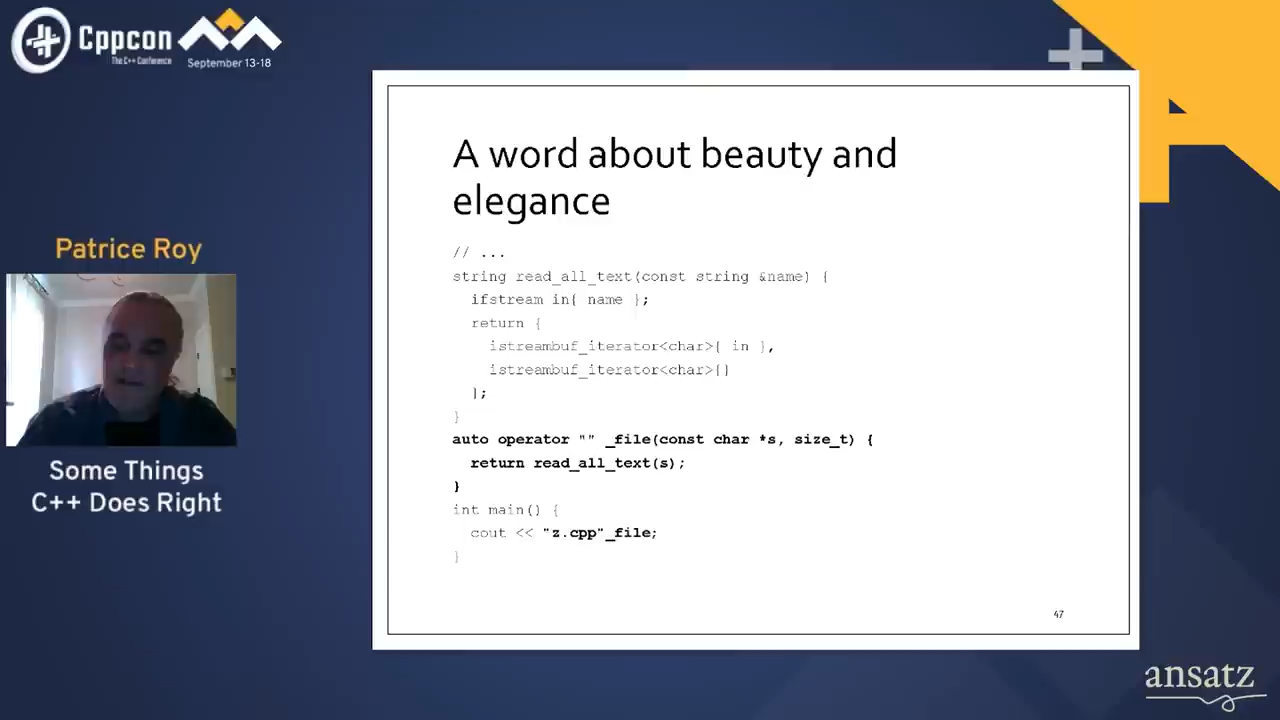 Cppcon
The C++ Conference
September 13-18
A word about beauty and
elegance
// ...
string read_all_text(const string &name) {
ifstream in{ name };
return {
istreambuf_iterator<char>{ in },
istreambuf_iterator<char>{}
};
}
auto operator "" _file(const char *s, size_t) {
return read_all_text(s);
}
int main() {
cout << "z.cpp"_file;
}
47
Patrice Roy
Some Things
C++ Does Right
ansatz